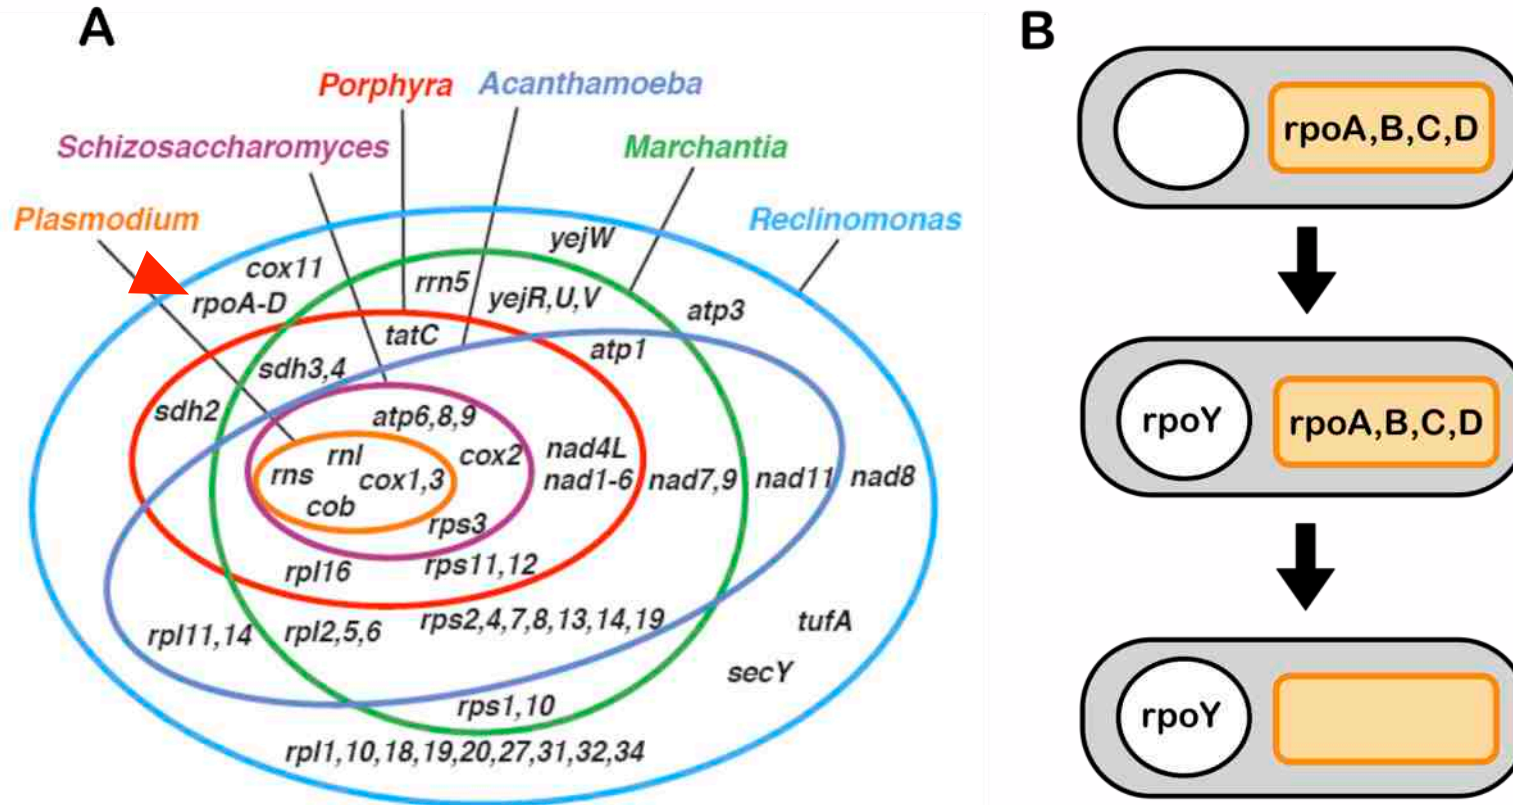 A
B
Porphyra Acanthamoeba
Schizosaccharomyces
Marchantia
Plasmodium
Reclinomonas
yejW
cox11
rrn5
yejR,U,V
rpoA-D
atp3
tatC
atp1
sdh3,4
sdh2
atp6,8,9
rnl
cox2
nad4L
rns
cox1,3
nad1-6
nad7,9
nad11
nad8
cob
rps3
rpl16
rps11,12
rpl11,14
rpl2,5,6
rps2,4,7,8,13,14,19
tufA
secY
rps1,10
rpl1,10,18,19,20,27,31,32,34
rpoA,B,C,D
rpoY
rpoA,B,C,D
rpoY